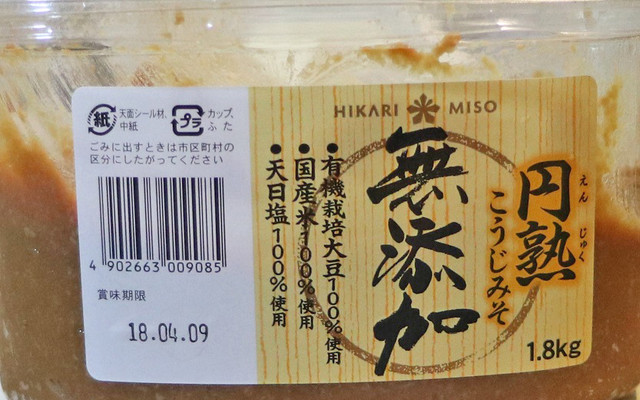 紙
天面シール材、
中紙
プラ
カップ、
ふた
ごみに出すときは市区町村の
区分にしたがってください
4 902663 009085
賞味期限
18.04.09
HIKARI MISO
円熟
えん じゅく
こうじみそ
無添加
●有機栽培大豆100%使用
●国産米100%使用
●天日塩100%使用
1.8kg